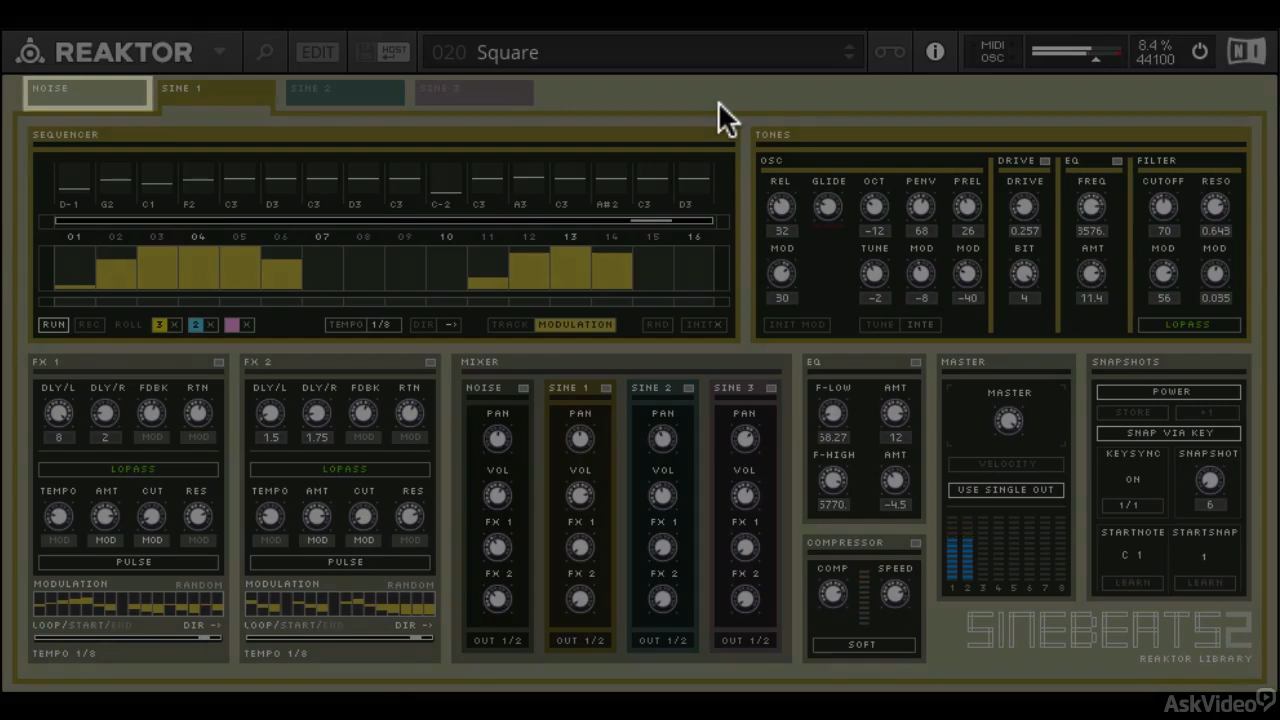 REAKTOR EDIT HOST 020 Square MIDI OSC 8.4 % 44100 NI
NOISE SINE 1 SINE 2 SINE 3
SEQUENCER
D-1 G2 C1 F2 C3 D3 C3 D3 C3 C-2 C3 A3 C3 A#2 C3 D3
01 02 03 04 05 06 07 08 09 10 11 12 13 14 15 16
RUN REC ROLL 3 X 2 X X TEMPO 1/8 DIR -> TRACK MODULATION RND INIT X
TONES
OSC DRIVE EQ FILTER
REL GLIDE OCT PENV PREL DRIVE FREQ CUTOFF RESO
32 -12 68 26 0.257 3576. 70 0.643
MOD TUNE MOD MOD BIT AMT MOD MOD
30 -2 -8 -40 4 11.4 56 0.035
INIT MOD TUNE INTE LOPASS
FX 1
DLY/L DLY/R FDBK RTN
8 2 MOD MOD
LOPASS
TEMPO AMT CUT RES
MOD MOD MOD MOD
PULSE
MODULATION RANDOM
LOOP/START/END DIR ->
TEMPO 1/8
FX 2
DLY/L DLY/R FDBK RTN
1.5 1.75 MOD MOD
LOPASS
TEMPO AMT CUT RES
MOD MOD MOD MOD
PULSE
MODULATION RANDOM
LOOP/START/END DIR ->
TEMPO 1/8
MIXER
NOISE SINE 1 SINE 2 SINE 3
PAN PAN PAN PAN
VOL VOL VOL VOL
FX 1 FX 1 FX 1 FX 1
FX 2 FX 2 FX 2 FX 2
OUT 1/2 OUT 1/2 OUT 1/2 OUT 1/2
EQ
F-LOW AMT
58.27 12
F-HIGH AMT
5770. -4.5
COMPRESSOR
COMP SPEED
SOFT
MASTER
MASTER
VELOCITY
USE SINGLE OUT
1 2 3 4 5 6 7 8
SNAPSHOTS
POWER
STORE +1
SNAP VIA KEY
KEYSYNC SNAPSHOT
ON
1/1 6
STARTNOTE STARTSNAP
C 1 1
LEARN LEARN
SINEBEATS2
REAKTOR LIBRARY
AskVideo